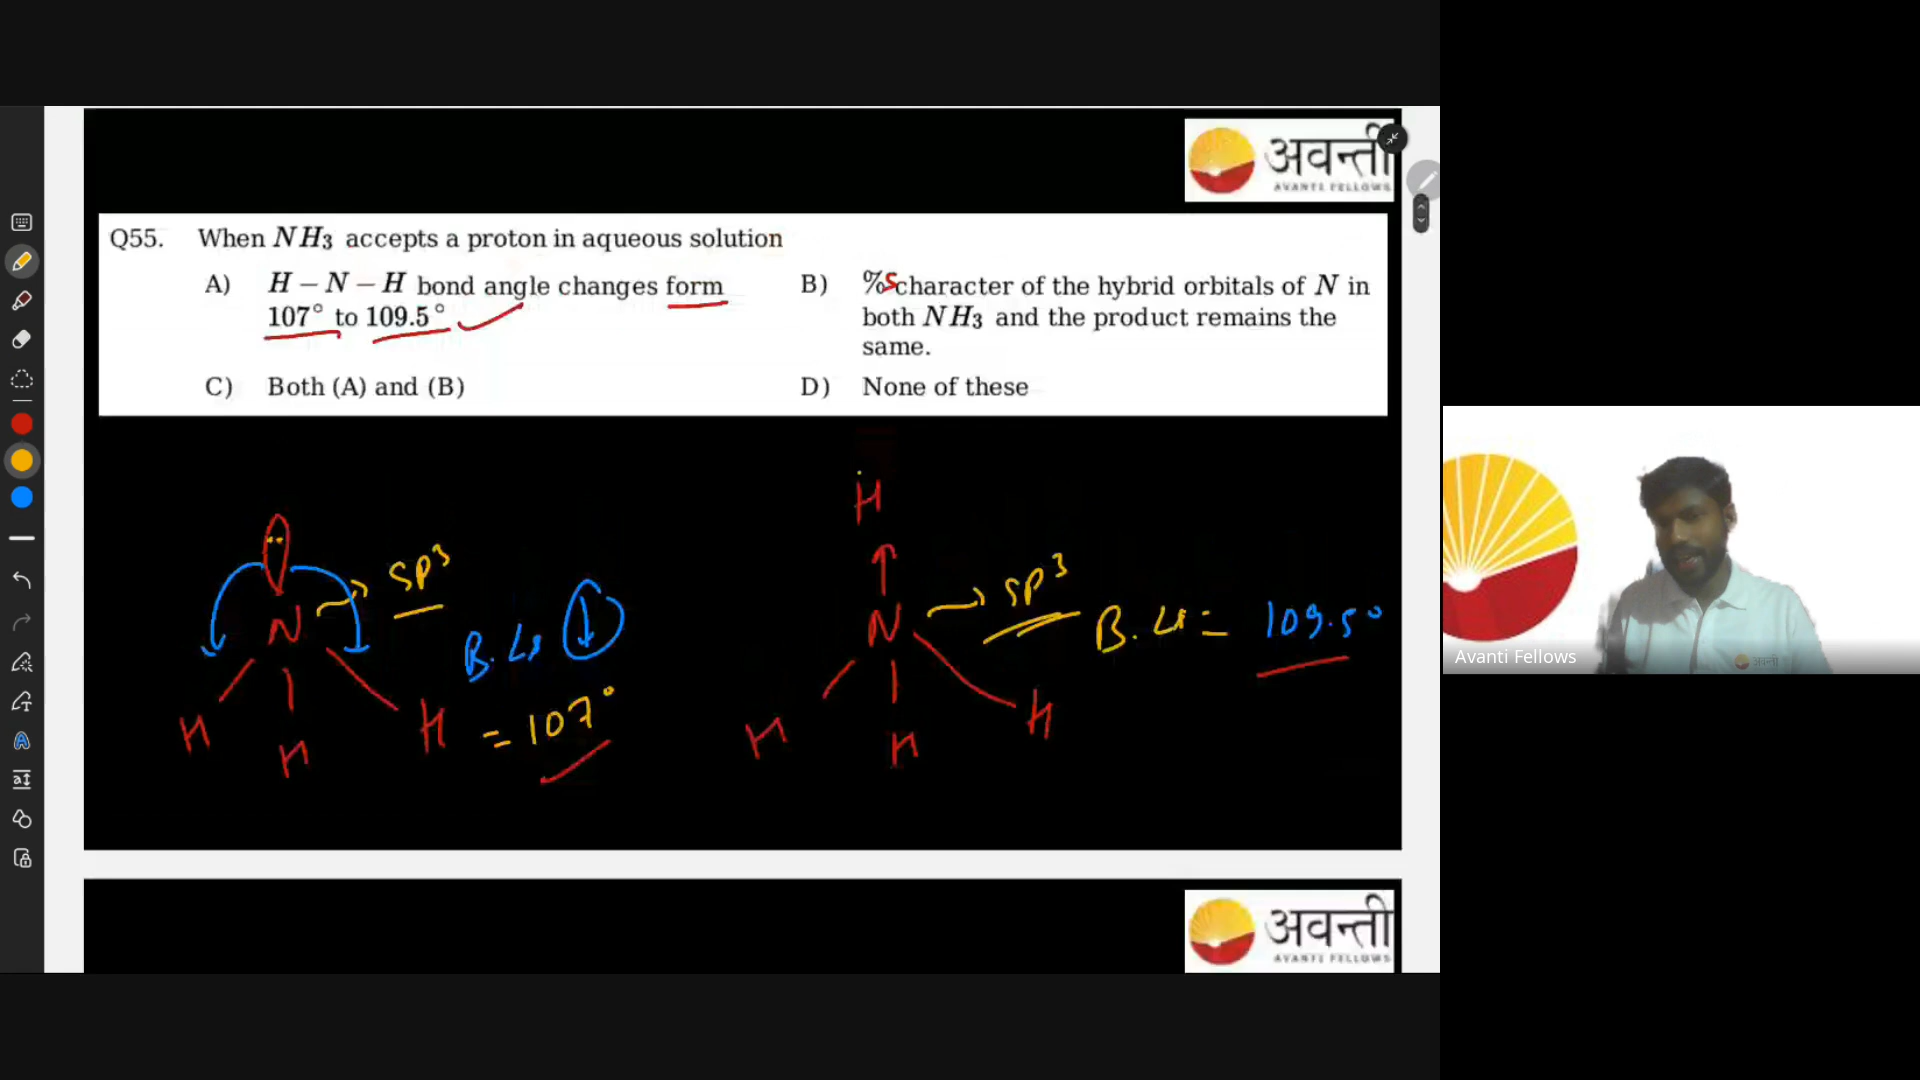 अवन्ती
AVANTI FELLOWS
Q55. When NH3 accepts a proton in aqueous solution
A) H – N – H bond angle changes form
107° to 109.5°
B) %s character of the hybrid orbitals of N in
both NH3 and the product remains the
same.
C) Both (A) and (B)
D) None of these
N
H
H
H
sp³
B.∠s ↓
= 107°
H
N
H
H
H
sp³
B.∠s = 109.5°
Avanti Fellows
अवन्ती
अवन्ती
AVANTI FELLOWS